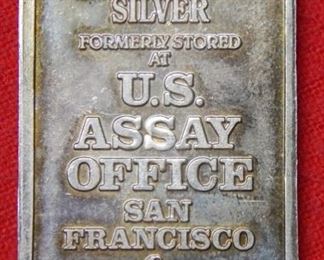 SILVER
FORMERLY STORED
AT
U.S.
ASSAY
OFFICE
SAN
FRANCISCO